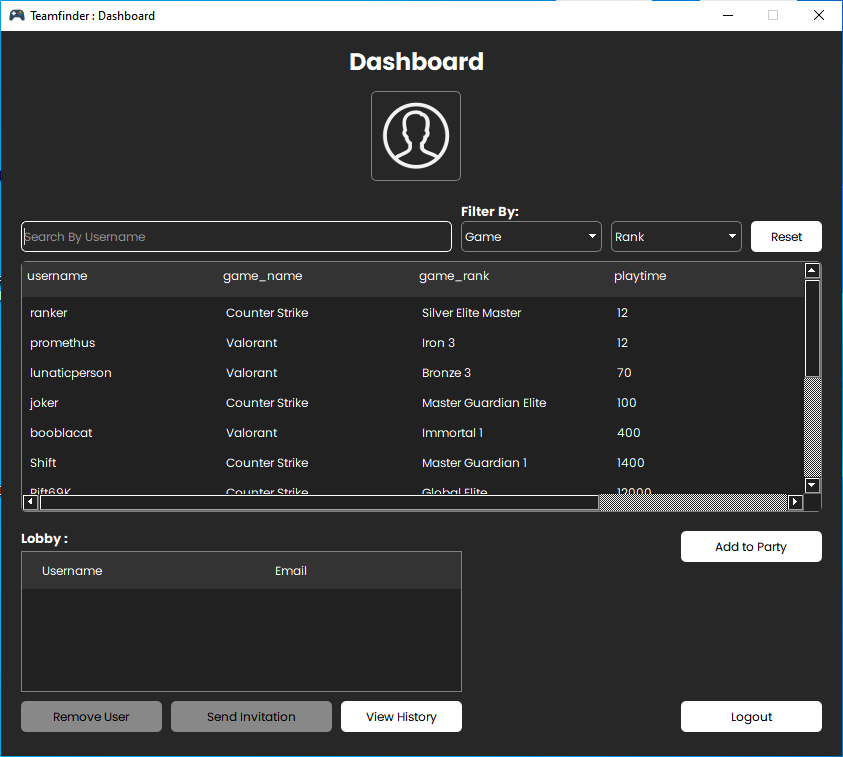 Teamfinder : Dashboard
Dashboard
Filter By:
Search By Username Game Rank Reset
username game_name game_rank playtime
ranker Counter Strike Silver Elite Master 12
promethus Valorant Iron 3 12
lunaticperson Valorant Bronze 3 70
joker Counter Strike Master Guardian Elite 100
booblacat Valorant Immortal 1 400
Shift Counter Strike Master Guardian 1 1400
Rift69K Counter Strike Global Elite 12000
Lobby :
Add to Party
Username Email
Remove User Send Invitation View History Logout